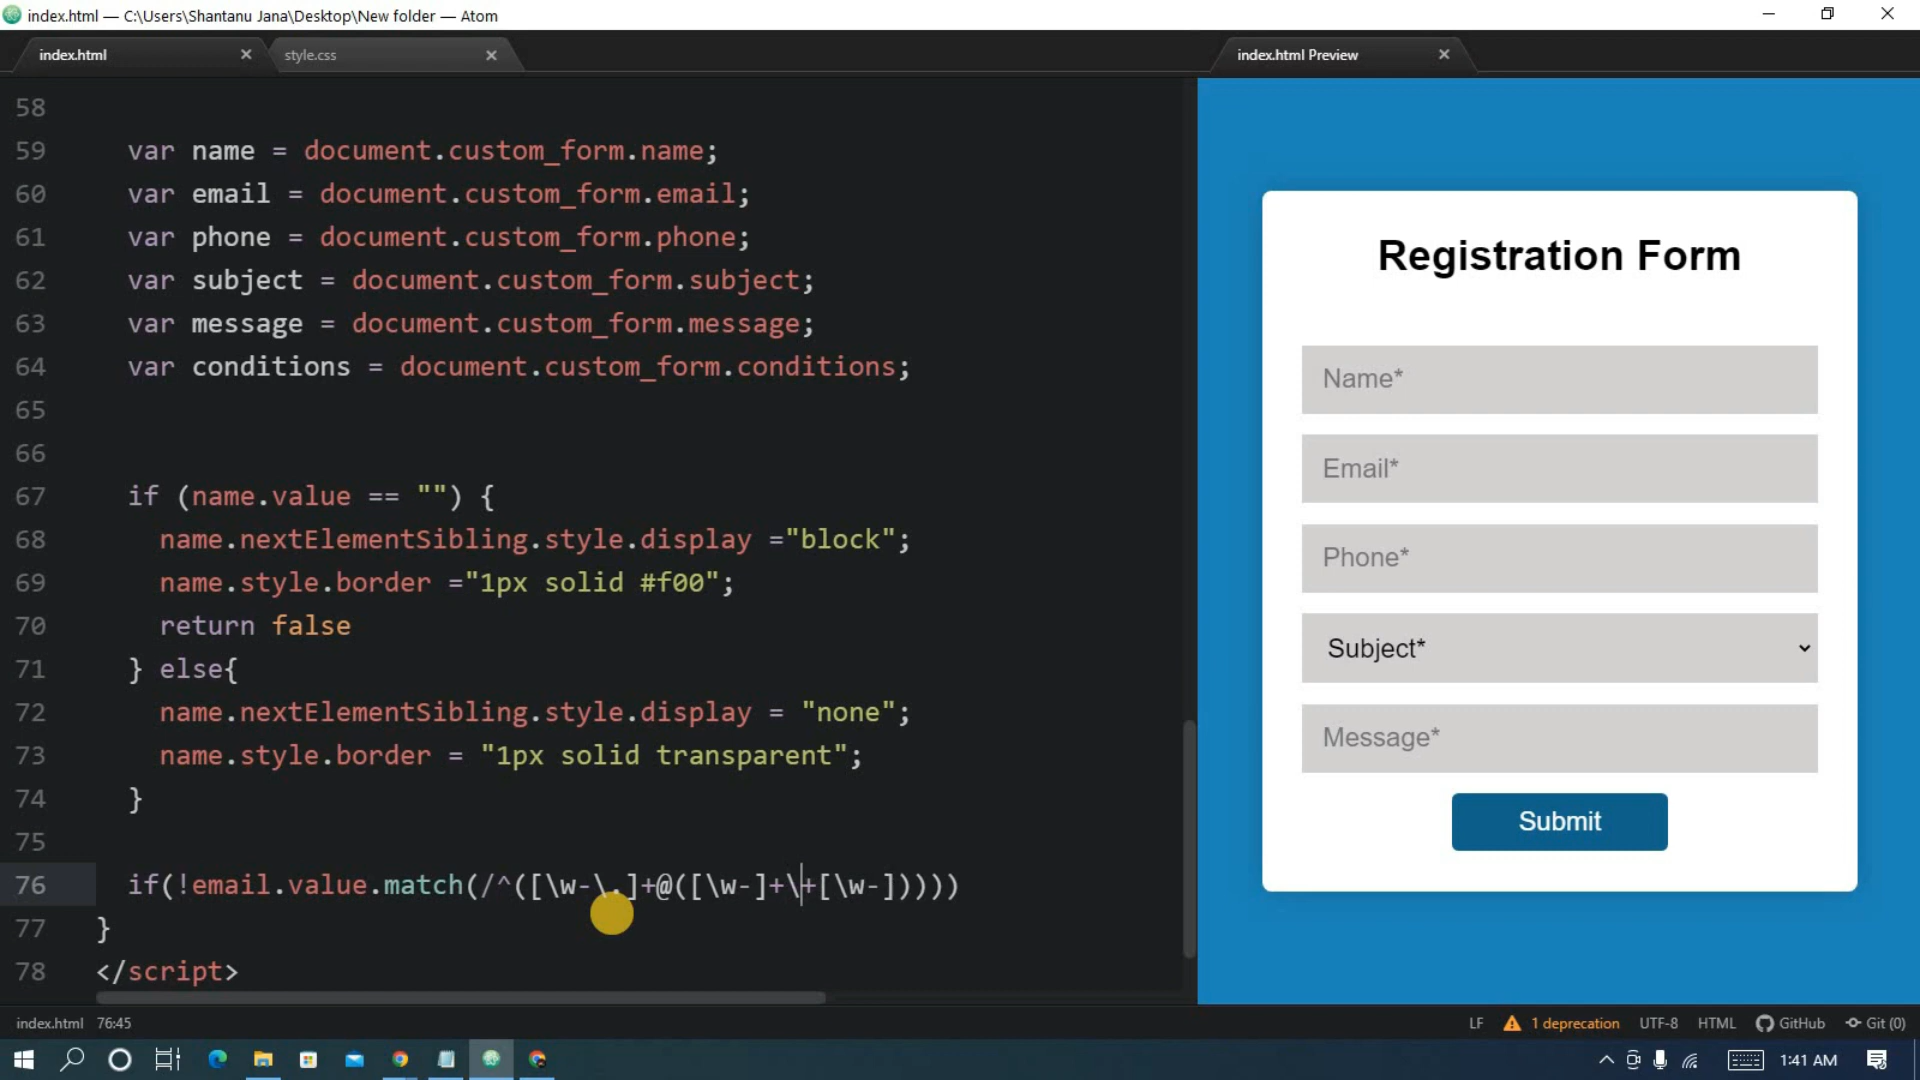 index.html — C:\Users\Shantanu Jana\Desktop\New folder — Atom
index.html
style.css
index.html Preview
58
59 var name = document.custom_form.name;
60 var email = document.custom_form.email;
61 var phone = document.custom_form.phone;
62 var subject = document.custom_form.subject;
63 var message = document.custom_form.message;
64 var conditions = document.custom_form.conditions;
65
66
67 if (name.value == "") {
68 name.nextElementSibling.style.display ="block";
69 name.style.border ="1px solid #f00";
70 return false
71 } else{
72 name.nextElementSibling.style.display = "none";
73 name.style.border = "1px solid transparent";
74 }
75
76 if(!email.value.match(/^([\w-\.]+@([\w-]+\+[\w-]))))
77 }
78 </script>
Registration Form
Name*
Email*
Phone*
Subject*
Message*
Submit
index.html 76:45
LF 1 deprecation UTF-8 HTML GitHub Git (0)
1:41 AM